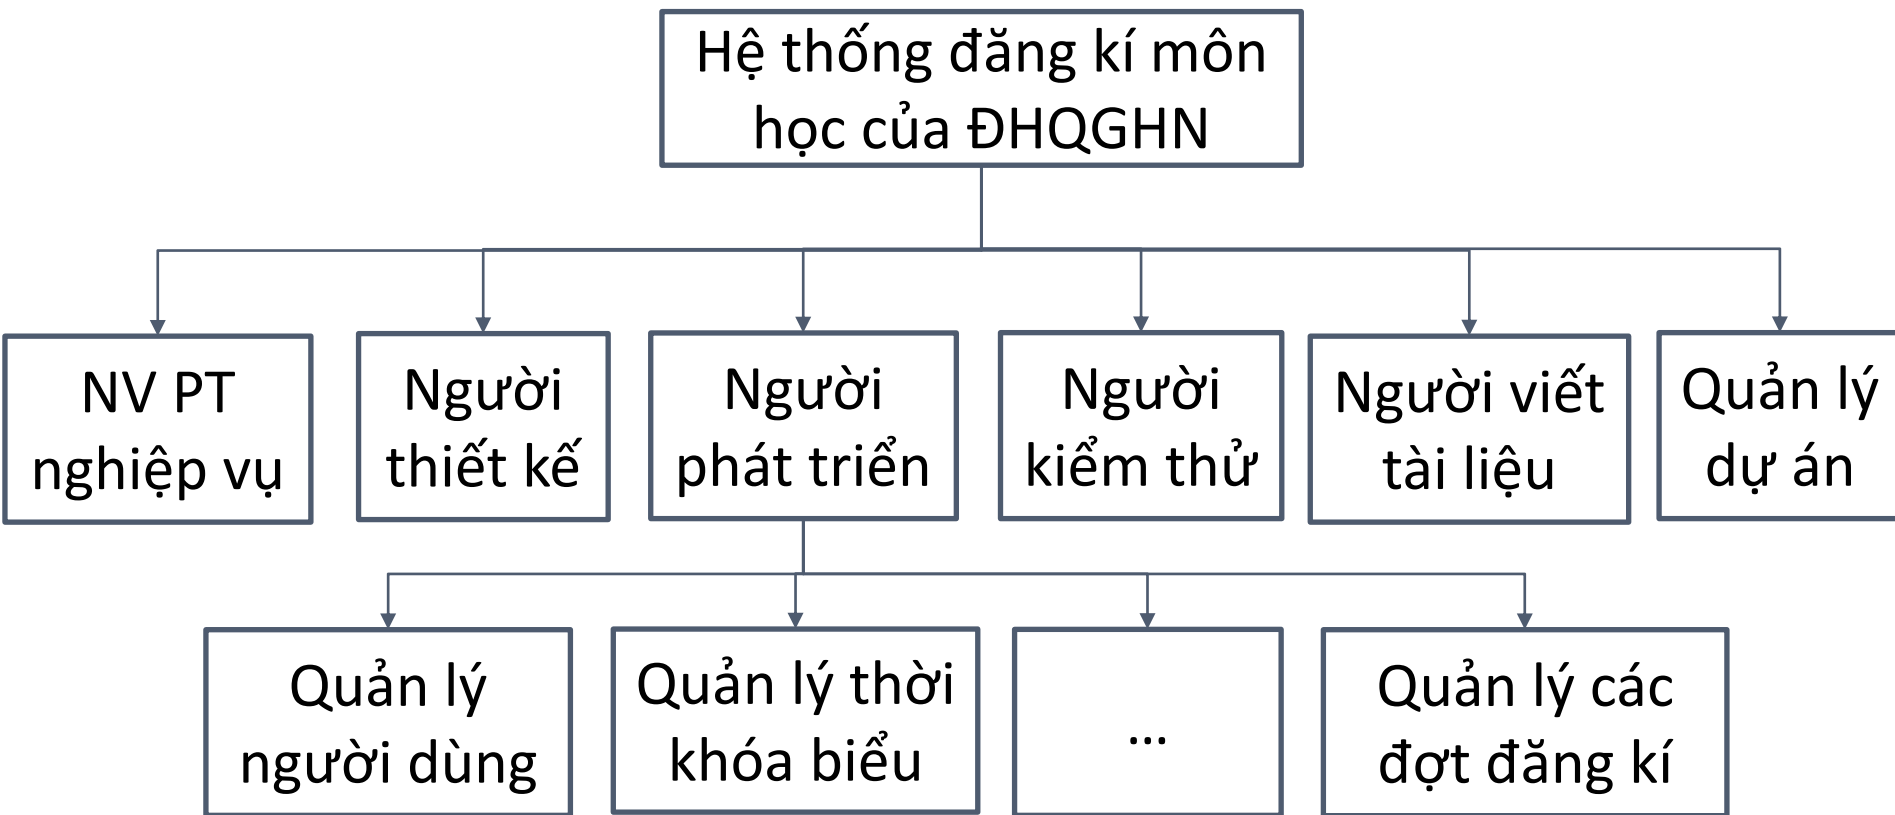 Hệ thống đăng kí môn
học của ĐHQGHN
NV PT
nghiệp vụ
Người
thiết kế
Người
phát triển
Người
kiểm thử
Người viết
tài liệu
Quản lý
dự án
Quản lý
người dùng
Quản lý thời
khóa biểu
...
Quản lý các
đợt đăng kí